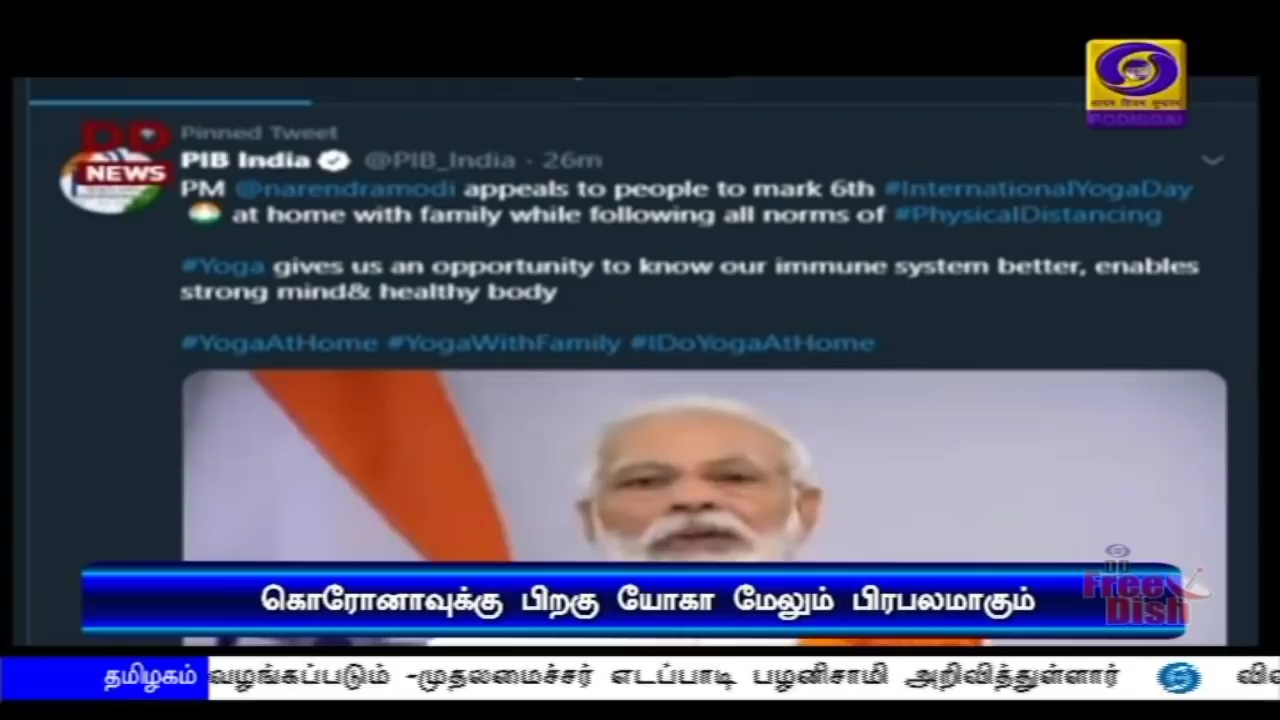 PODHIGAI
Pinned Tweet
DD
NEWS
PIB India @PIB_India · 26m
PM @narendramodi appeals to people to mark 6th #InternationalYogaDay
at home with family while following all norms of #PhysicalDistancing
#Yoga gives us an opportunity to know our immune system better, enables
strong mind& healthy body
#YogaAtHome #YogaWithFamily #IDoYogaAtHome
கொரோனாவுக்கு பிறகு யோகா மேலும் பிரபலமாகும்
DD
Free
Dish
தமிழகம் வழங்கப்படும் -முதலமைச்சர் எடப்பாடி பழனிசாமி அறிவித்துள்ளார்